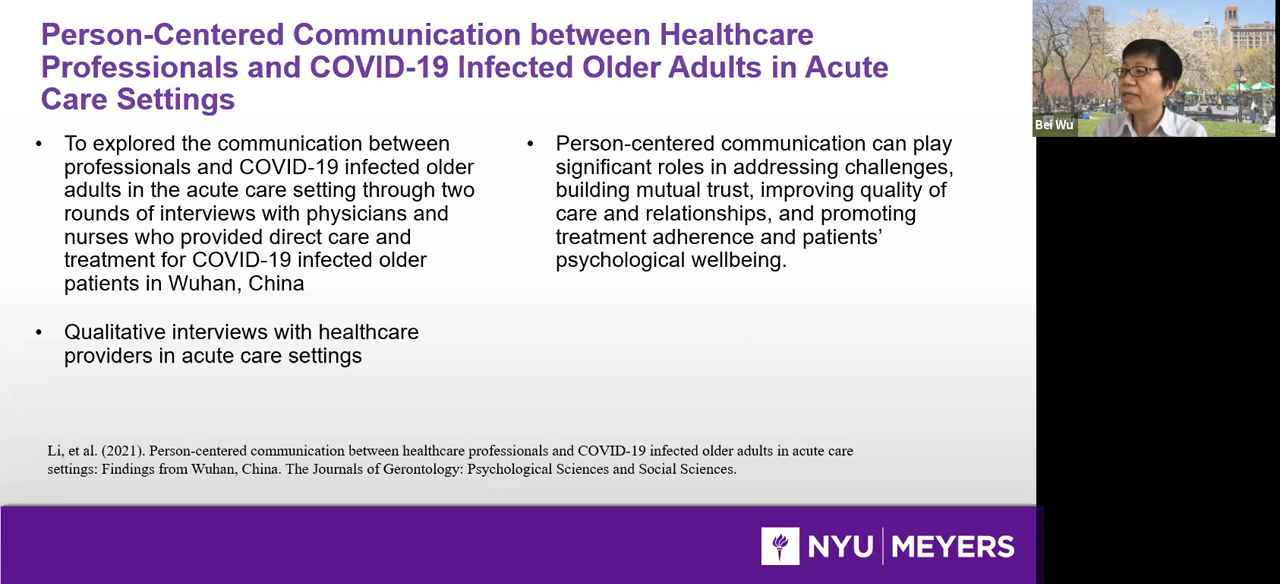 Person-Centered Communication between Healthcare
Professionals and COVID-19 Infected Older Adults in Acute
Care Settings
• To explored the communication between
professionals and COVID-19 infected older
adults in the acute care setting through two
rounds of interviews with physicians and
nurses who provided direct care and
treatment for COVID-19 infected older
patients in Wuhan, China
• Qualitative interviews with healthcare
providers in acute care settings
• Person-centered communication can play
significant roles in addressing challenges,
building mutual trust, improving quality of
care and relationships, and promoting
treatment adherence and patients’
psychological wellbeing.
Li, et al. (2021). Person-centered communication between healthcare professionals and COVID-19 infected older adults in acute care
settings: Findings from Wuhan, China. The Journals of Gerontology: Psychological Sciences and Social Sciences.
NYU MEYERS
Bei Wu